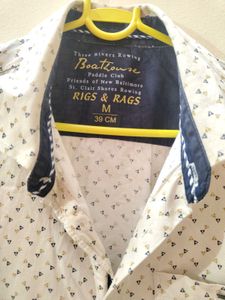 Three Rivers Rowing
Boathouse
Paddle Club
Friends of New Baltimore
St. Clair Shores Rowing
RIGS & RAGS
M
39 CM